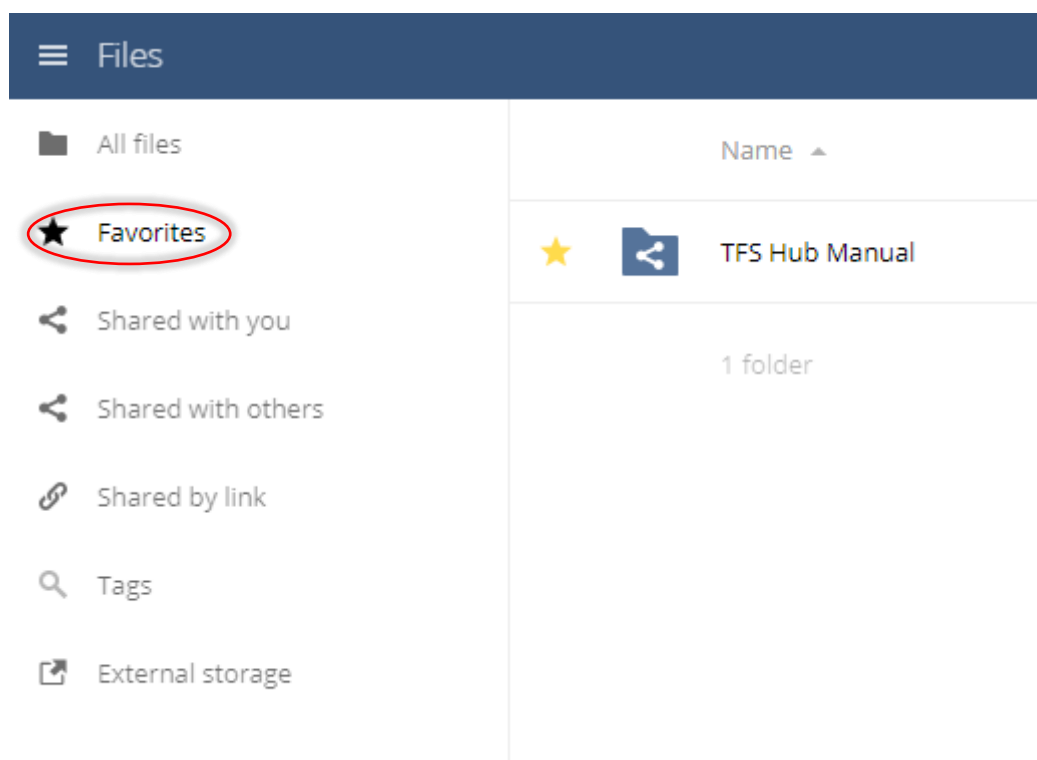 Files
All files
Favorites
Shared with you
Shared with others
Shared by link
Tags
External storage
Name
TFS Hub Manual
1 folder